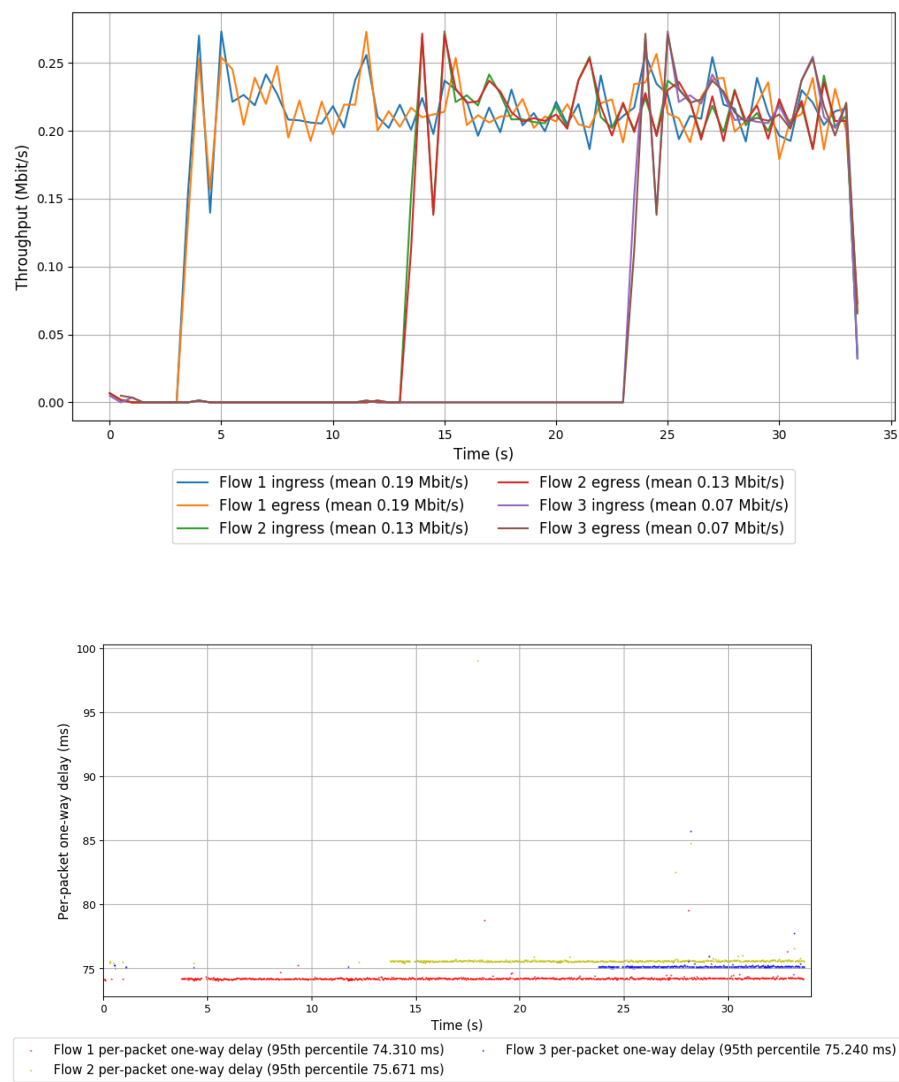 0.25
0.20
0.15
0.10
0.05
0.00
Throughput (Mbit/s)
0 5 10 15 20 25 30 35
Time (s)
Flow 1 ingress (mean 0.19 Mbit/s) Flow 2 egress (mean 0.13 Mbit/s)
Flow 1 egress (mean 0.19 Mbit/s) Flow 3 ingress (mean 0.07 Mbit/s)
Flow 2 ingress (mean 0.13 Mbit/s) Flow 3 egress (mean 0.07 Mbit/s)
100
95
90
85
80
75
Per-packet one-way delay (ms)
0 5 10 15 20 25 30
Time (s)
Flow 1 per-packet one-way delay (95th percentile 74.310 ms) Flow 3 per-packet one-way delay (95th percentile 75.240 ms)
Flow 2 per-packet one-way delay (95th percentile 75.671 ms)